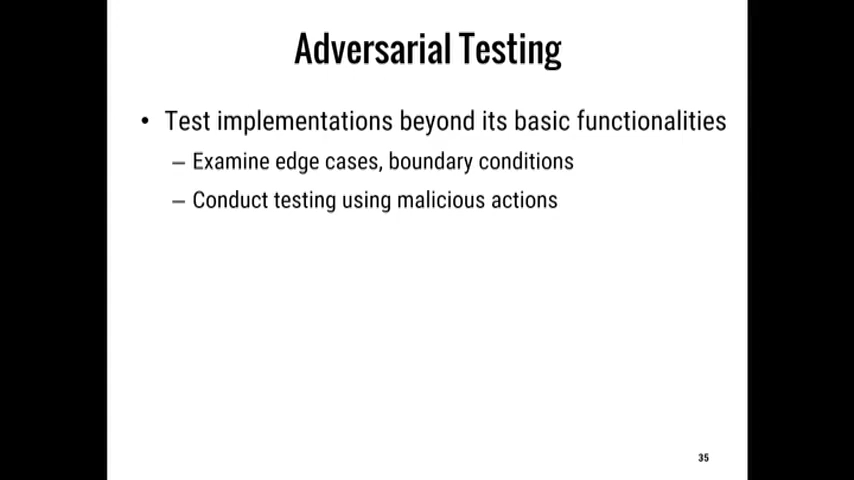 Adversarial Testing
• Test implementations beyond its basic functionalities
– Examine edge cases, boundary conditions
– Conduct testing using malicious actions
35